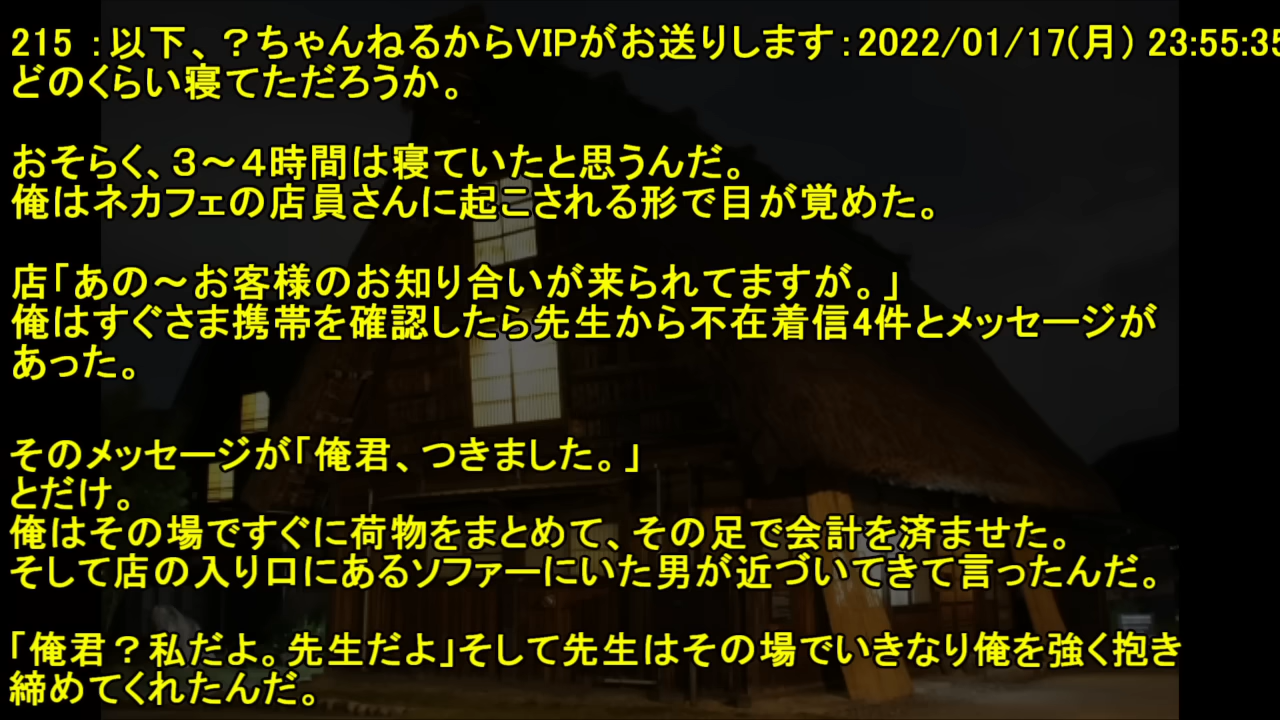 215 ：以下、？ちゃんねるからVIPがお送りします：2022/01/17(月) 23:55:35
どのくらい寝てただろうか。
おそらく、３～４時間は寝ていたと思うんだ。
俺はネカフェの店員さんに起こされる形で目が覚めた。
店「あの～お客様のお知り合いが来られてますが。」
俺はすぐさま携帯を確認したら先生から不在着信4件とメッセージが
あった。
そのメッセージが「俺君、つきました。」
とだけ。
俺はその場ですぐに荷物をまとめて、その足で会計を済ませた。
そして店の入り口にあるソファーにいた男が近づいてきて言ったんだ。
「俺君？私だよ。先生だよ」そして先生はその場でいきなり俺を強く抱き
締めてくれたんだ。